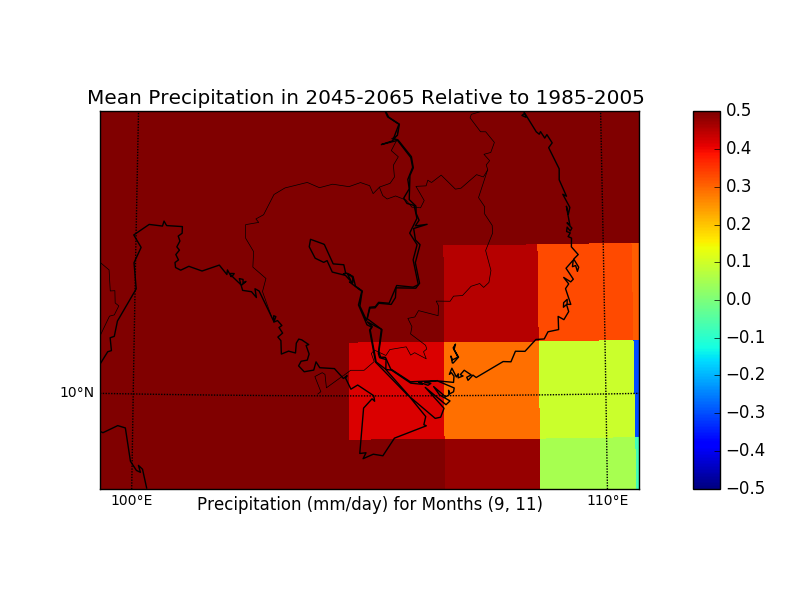 Mean Precipitation in 2045-2065 Relative to 1985-2005
0.5
0.4
0.3
0.2
0.1
0.0
−0.1
−0.2
−0.3
−0.4
−0.5
10°N
100°E
110°E
Precipitation (mm/day) for Months (9, 11)